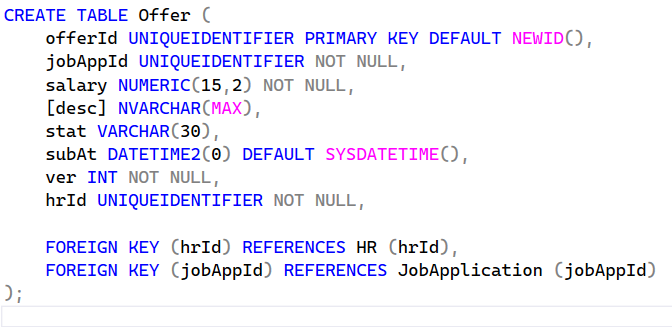 CREATE TABLE Offer (
    offerId UNIQUEIDENTIFIER PRIMARY KEY DEFAULT NEWID(),
    jobAppId UNIQUEIDENTIFIER NOT NULL,
    salary NUMERIC(15,2) NOT NULL,
    [desc] NVARCHAR(MAX),
    stat VARCHAR(30),
    subAt DATETIME2(0) DEFAULT SYSDATETIME(),
    ver INT NOT NULL,
    hrId UNIQUEIDENTIFIER NOT NULL,

    FOREIGN KEY (hrId) REFERENCES HR (hrId),
    FOREIGN KEY (jobAppId) REFERENCES JobApplication (jobAppId)
);